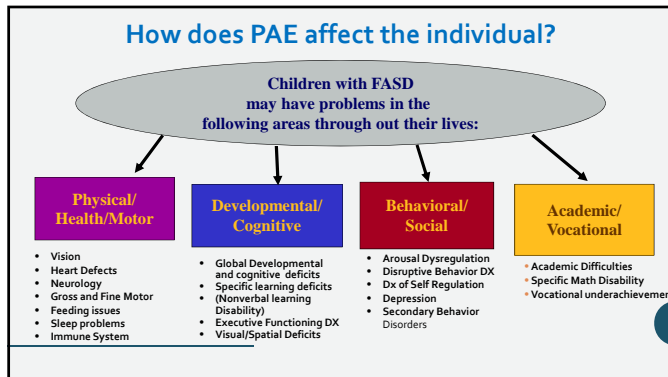 How does PAE affect the individual?
Children with FASD
may have problems in the
following areas through out their lives:
Physical/
Health/Motor
• Vision
• Heart Defects
• Neurology
• Gross and Fine Motor
• Feeding issues
• Sleep problems
• Immune System
Developmental/
Cognitive
• Global Developmental
and cognitive deficits
• Specific learning deficits
• (Nonverbal learning
Disability)
• Executive Functioning DX
• Visual/Spatial Deficits
Behavioral/
Social
• Arousal Dysregulation
• Disruptive Behavior DX
• Dx of Self Regulation
• Depression
• Secondary Behavior
Disorders
Academic/
Vocational
• Academic Difficulties
• Specific Math Disability
• Vocational underachievemen